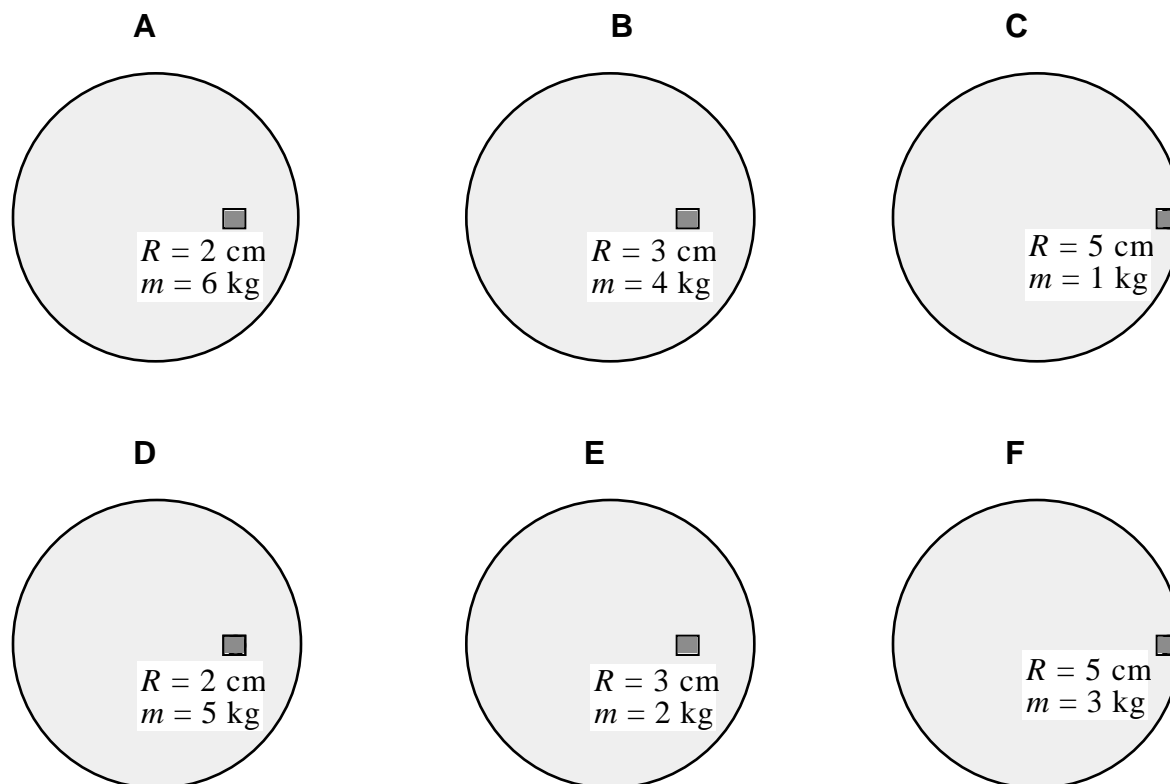 A
B
C
R = 2 cm
m = 6 kg
R = 3 cm
m = 4 kg
R = 5 cm
m = 1 kg
D
E
F
R = 2 cm
m = 5 kg
R = 3 cm
m = 2 kg
R = 5 cm
m = 3 kg